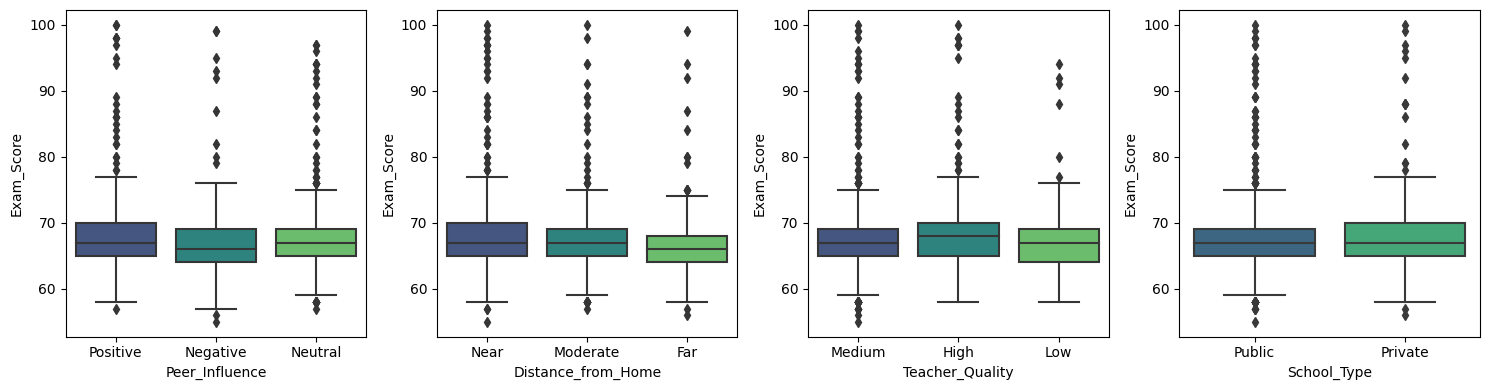 Exam_Score
100
90
80
70
60
Positive Negative Neutral
Peer_Influence
Exam_Score
100
90
80
70
60
Near Moderate Far
Distance_from_Home
Exam_Score
100
90
80
70
60
Medium High Low
Teacher_Quality
Exam_Score
100
90
80
70
60
Public Private
School_Type